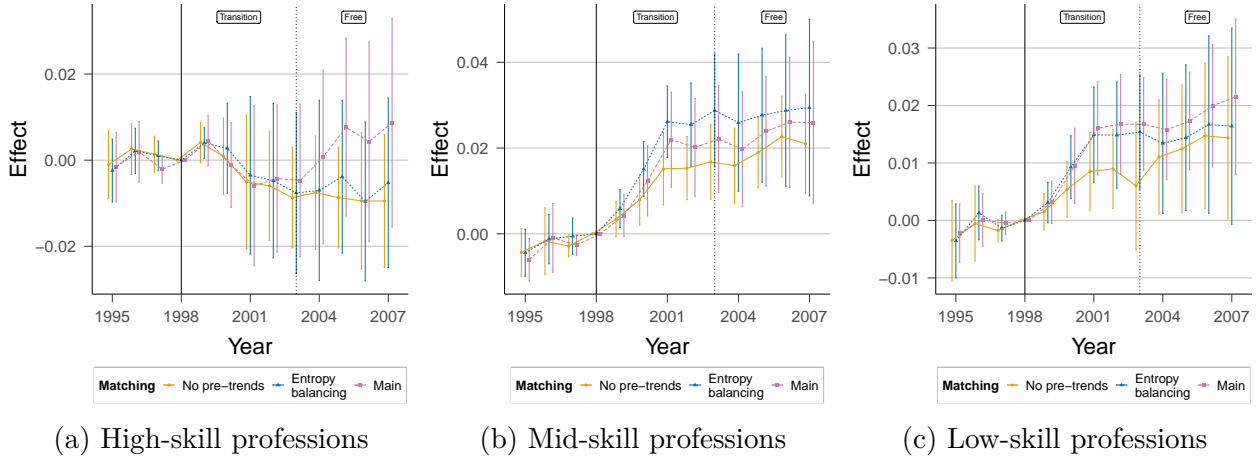 Transition
Free
0.02
0.00
−0.02
Effect
1995
1998
2001
2004
2007
Year
Matching
No pre-trends
Entropy
balancing
Main
(a) High-skill professions
Transition
Free
0.04
0.02
0.00
Effect
1995
1998
2001
2004
2007
Year
Matching
No pre-trends
Entropy
balancing
Main
(b) Mid-skill professions
Transition
Free
0.03
0.02
0.01
0.00
−0.01
Effect
1995
1998
2001
2004
2007
Year
Matching
No pre-trends
Entropy
balancing
Main
(c) Low-skill professions